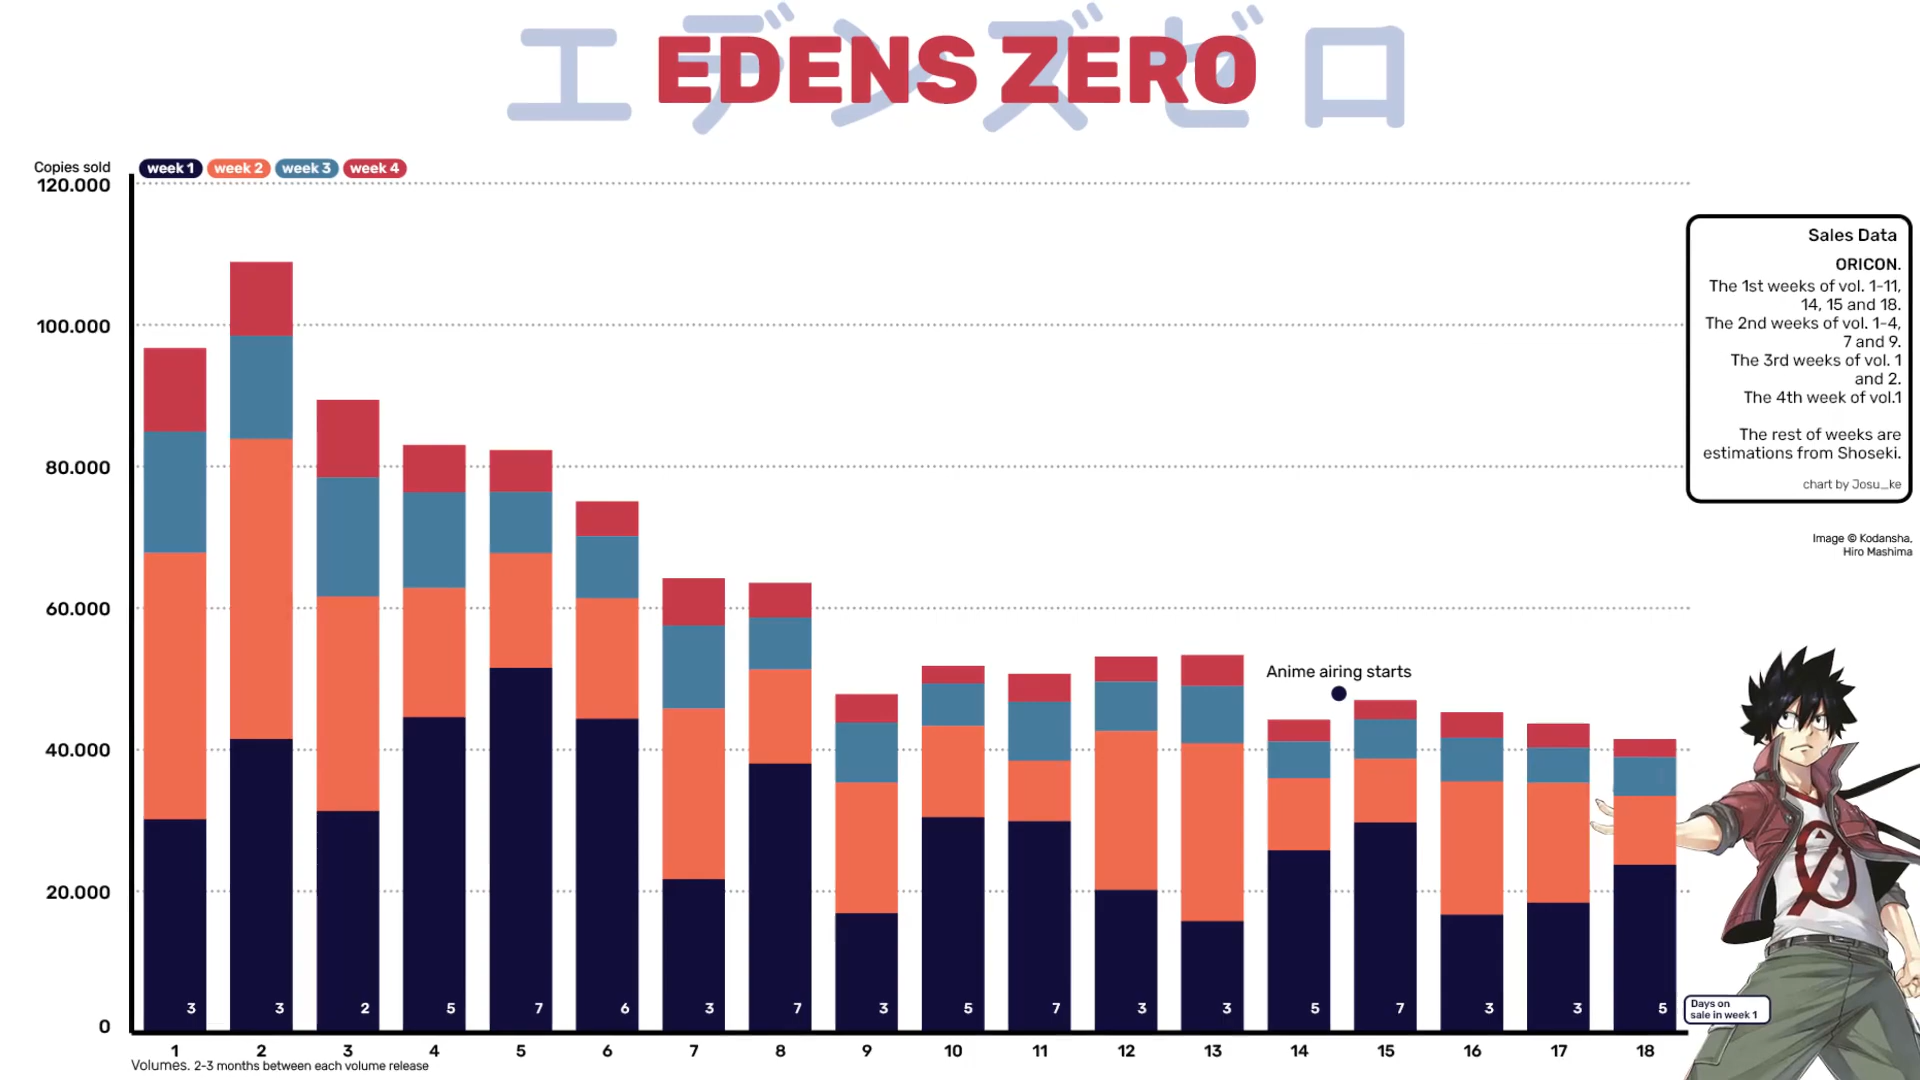 エデンズゼロ
EDENS ZERO
Copies sold
week 1 week 2 week 3 week 4
120.000
100.000
80.000
60.000
40.000
20.000
0
Sales Data
ORICON.
The 1st weeks of vol. 1-11,
14, 15 and 18.
The 2nd weeks of vol. 1-4,
7 and 9.
The 3rd weeks of vol. 1
and 2.
The 4th week of vol.1
The rest of weeks are
estimations from Shoseki.
chart by Josu_ke
Image © Kodansha,
Hiro Mashima
Anime airing starts
3 3 2 5 7 6 3 7 3 5 7 3 3 5 7 3 3 5
Days on
sale in week 1
1 2 3 4 5 6 7 8 9 10 11 12 13 14 15 16 17 18
Volumes. 2-3 months between each volume release